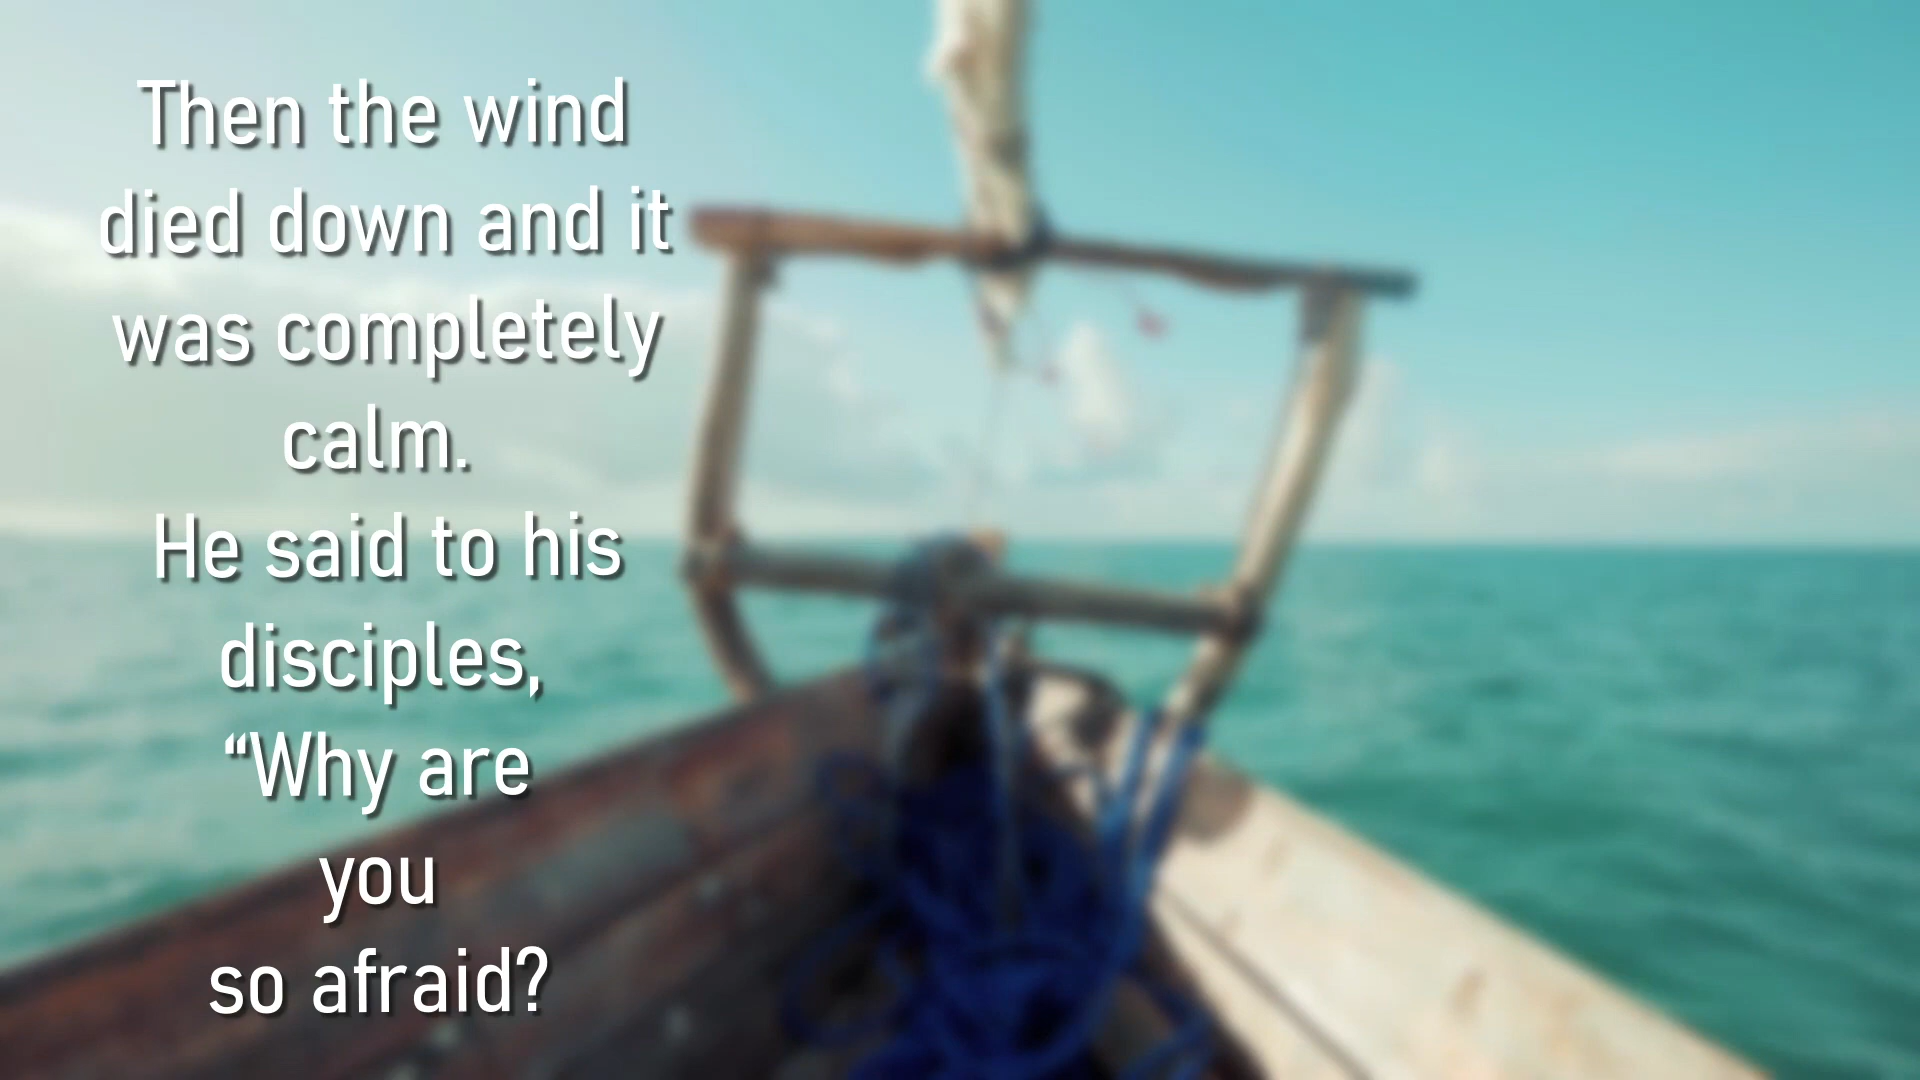 Then the wind
died down and it
was completely
calm.
He said to his
disciples,
“Why are
you
so afraid?